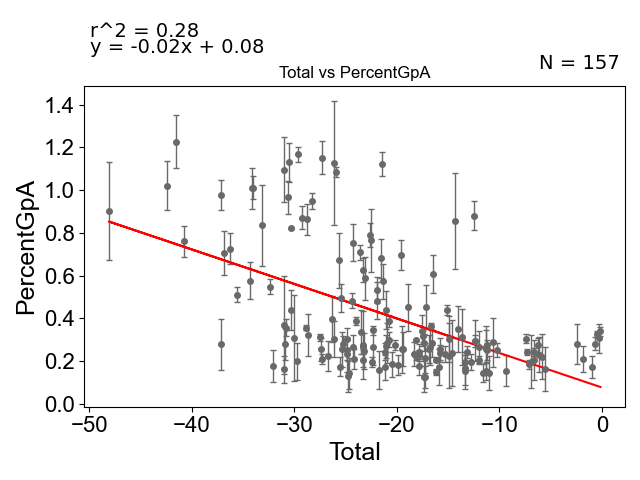 r^2 = 0.28
y = -0.02x + 0.08
N = 157
Total vs PercentGpA
PercentGpA
1.4
1.2
1.0
0.8
0.6
0.4
0.2
0.0
−50 −40 −30 −20 −10 0
Total